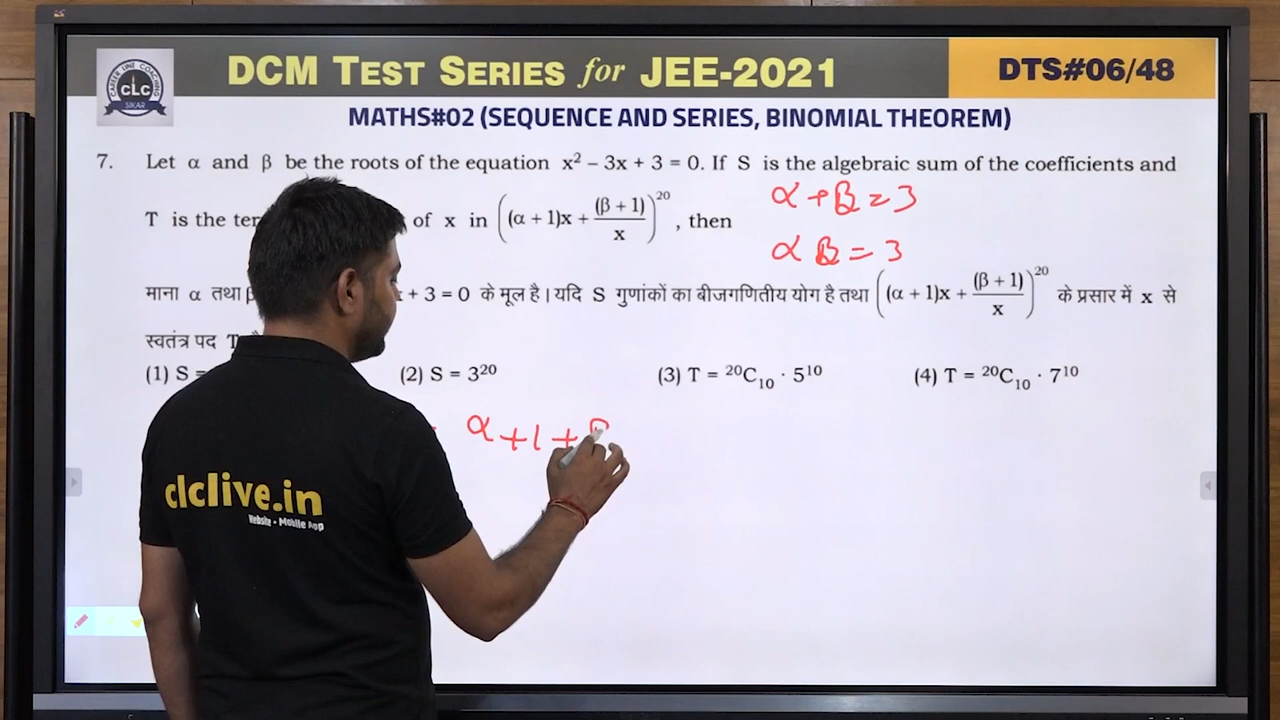 CAREER LINE COACHING
CLC
SIKAR
DCM TEST SERIES for JEE-2021
DTS#06/48
MATHS#02 (SEQUENCE AND SERIES, BINOMIAL THEOREM)
7. Let α and β be the roots of the equation x² – 3x + 3 = 0. If S is the algebraic sum of the coefficients and
T is the of x in ((α + 1)x + (β + 1)/x)²⁰, then
α + β = 3
α β = 3
माना α तथा + 3 = 0 के मूल है। यदि S गुणांकों का बीजगणितीय योग है तथा ((α + 1)x + (β + 1)/x)²⁰ के प्रसार में x से
स्वतंत्र पद
(1) S = (2) S = 3²⁰ (3) T = ²⁰C₁₀ · 5¹⁰ (4) T = ²⁰C₁₀ · 7¹⁰
α + 1 +
clclive.in
Website • Mobile App